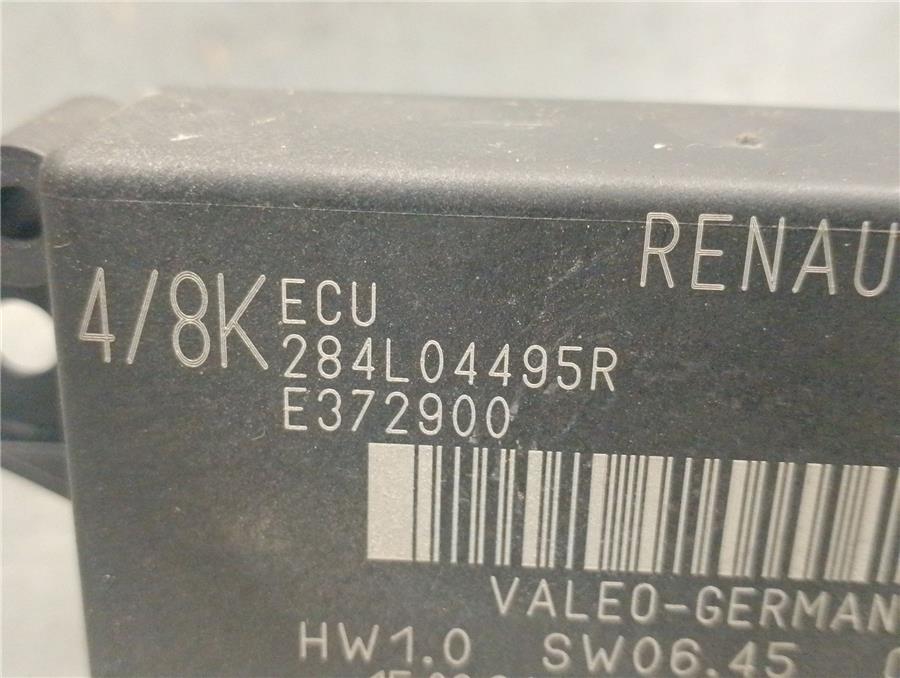 RENAU
4/8K ECU
284L04495R
E372900
VALEO-GERMAN
HW1.0 SW06.45